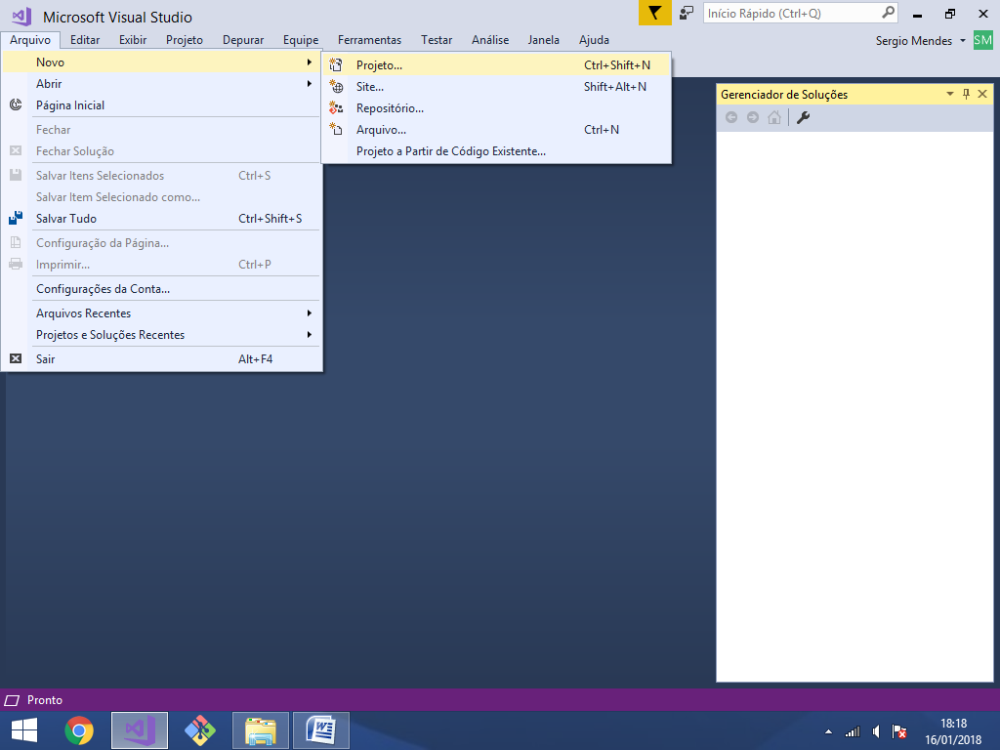 Microsoft Visual Studio
Início Rápido (Ctrl+Q)
Arquivo Editar Exibir Projeto Depurar Equipe Ferramentas Testar Análise Janela Ajuda
Sergio Mendes SM
Novo
Abrir
Página Inicial
Fechar
Fechar Solução
Salvar Itens Selecionados Ctrl+S
Salvar Item Selecionado como...
Salvar Tudo Ctrl+Shift+S
Configuração da Página...
Imprimir... Ctrl+P
Configurações da Conta...
Arquivos Recentes
Projetos e Soluções Recentes
Sair Alt+F4
Projeto... Ctrl+Shift+N
Site... Shift+Alt+N
Repositório...
Arquivo... Ctrl+N
Projeto a Partir de Código Existente...
Gerenciador de Soluções
Pronto
18:18
16/01/2018